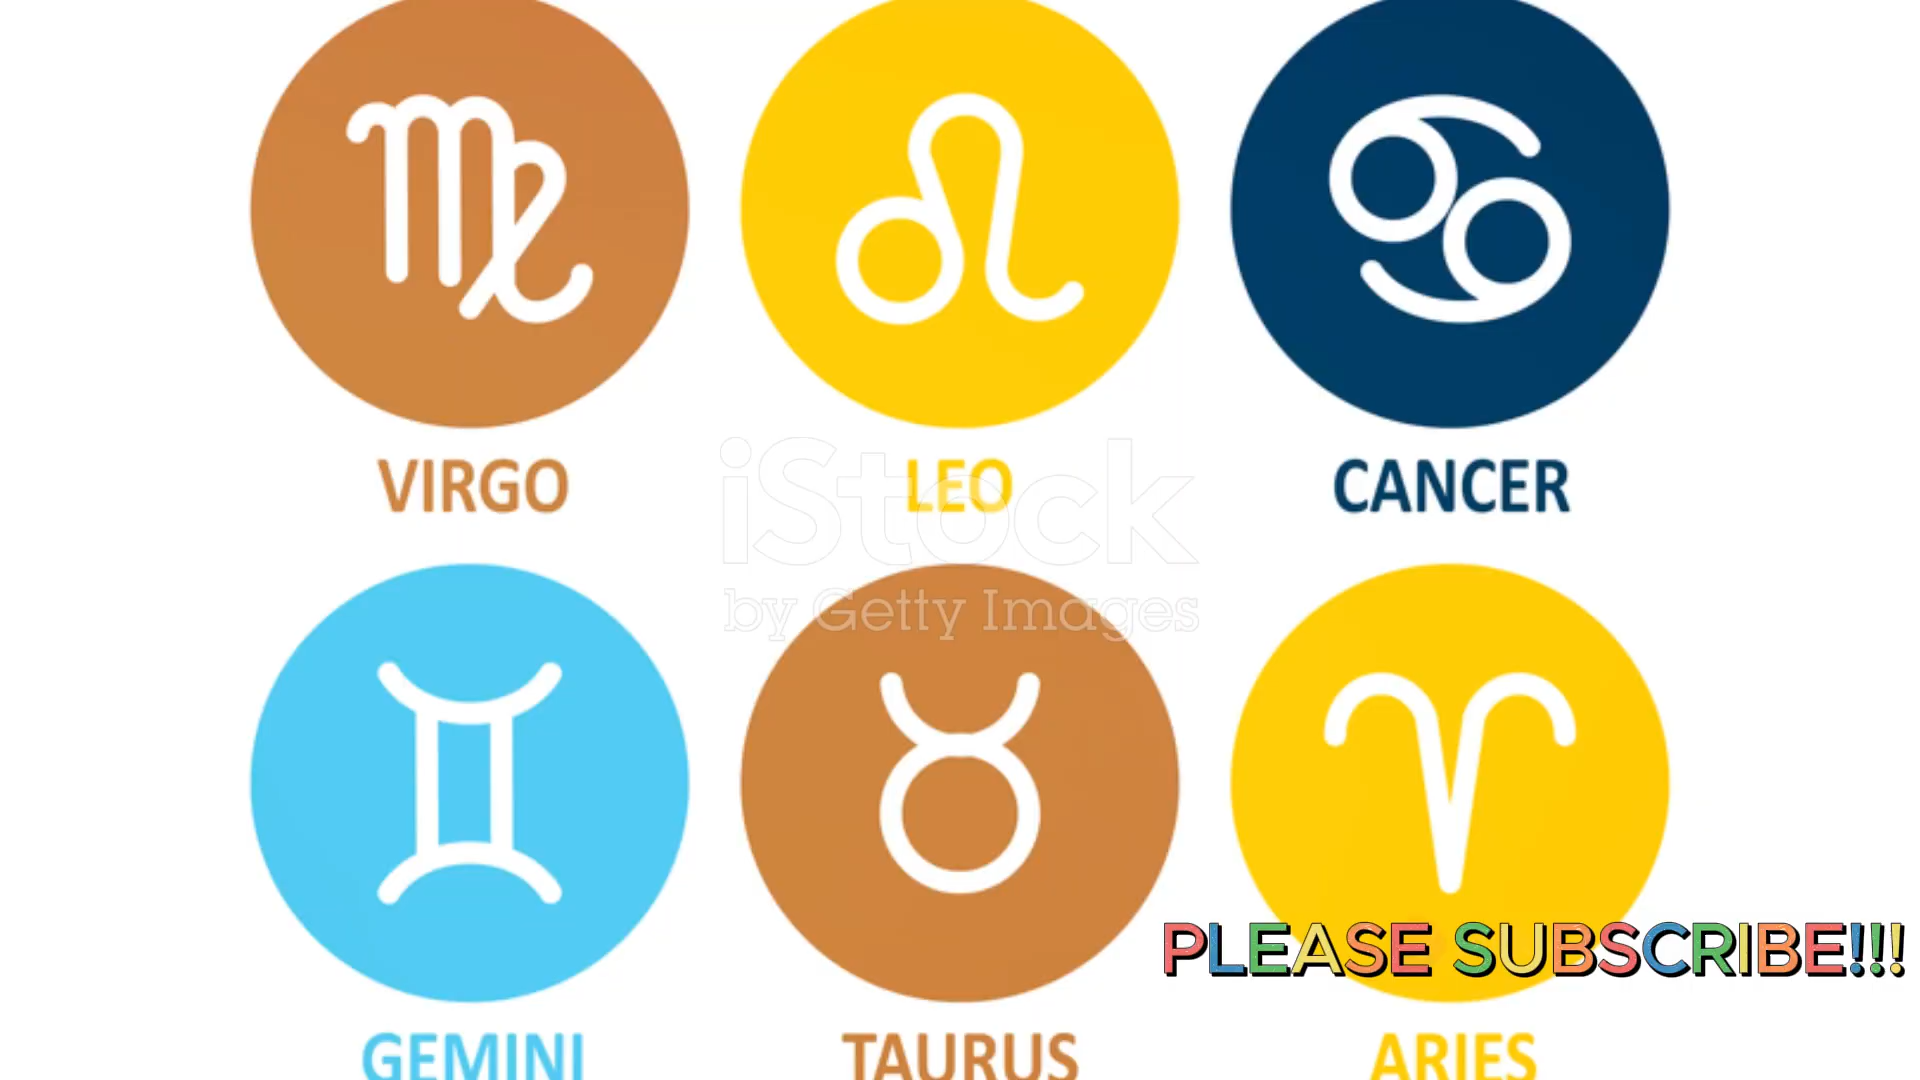 VIRGO LEO CANCER
iStock
by Getty Images
PLEASE SUBSCRIBE!!!
GEMINI TAURUS ARIES